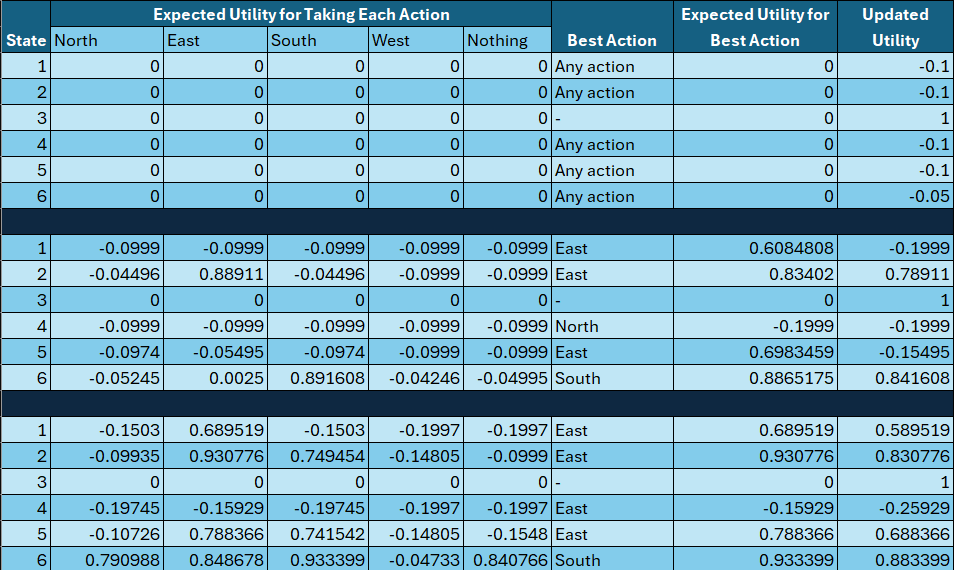 Expected Utility for Taking Each Action Expected Utility for Updated
State North East South West Nothing Best Action Best Action Utility
1 0 0 0 0 0 Any action 0 -0.1
2 0 0 0 0 0 Any action 0 -0.1
3 0 0 0 0 0 - 0 1
4 0 0 0 0 0 Any action 0 -0.1
5 0 0 0 0 0 Any action 0 -0.1
6 0 0 0 0 0 Any action 0 -0.05
1 -0.0999 -0.0999 -0.0999 -0.0999 -0.0999 East 0.6084808 -0.1999
2 -0.04496 0.88911 -0.04496 -0.0999 -0.0999 East 0.83402 0.78911
3 0 0 0 0 0 - 0 1
4 -0.0999 -0.0999 -0.0999 -0.0999 -0.0999 North -0.1999 -0.1999
5 -0.0974 -0.05495 -0.0974 -0.0999 -0.0999 East 0.6983459 -0.15495
6 -0.05245 0.0025 0.891608 -0.04246 -0.04995 South 0.8865175 0.841608
1 -0.1503 0.689519 -0.1503 -0.1997 -0.1997 East 0.689519 0.589519
2 -0.09935 0.930776 0.749454 -0.14805 -0.0999 East 0.930776 0.830776
3 0 0 0 0 0 - 0 1
4 -0.19745 -0.15929 -0.19745 -0.1997 -0.1997 East -0.15929 -0.25929
5 -0.10726 0.788366 0.741542 -0.14805 -0.1548 East 0.788366 0.688366
6 0.790988 0.848678 0.933399 -0.04733 0.840766 South 0.933399 0.883399